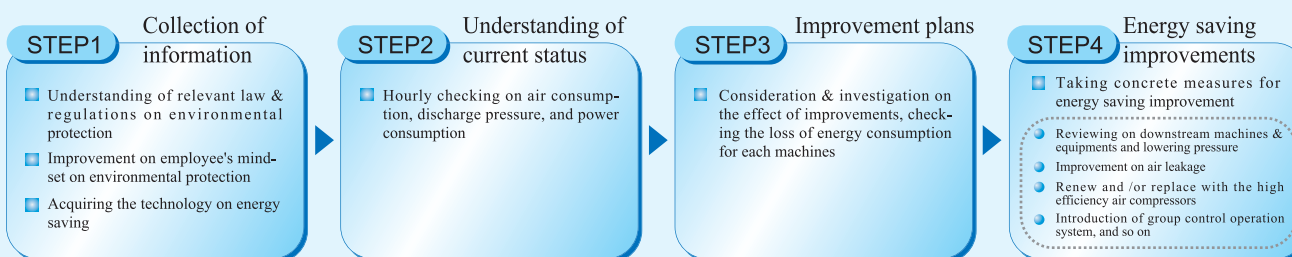 STEP1
Collection of
information
Understanding of relevant law &
regulations on environmental
protection
Improvement on employee's mind-
set on environmental protection
Acquiring the technology on energy
saving
STEP2
Understanding of
current status
Hourly checking on air consump-
tion, discharge pressure, and power
consumption
STEP3
Improvement plans
Consideration & investigation on
the effect of improvements, check-
ing the loss of energy consumption
for each machines
STEP4
Energy saving
improvements
Taking concrete measures for
energy saving improvement
Reviewing on downstream machines &
equipments and lowering pressure
Improvement on air leakage
Renew and /or replace with the high
efficiency air compressors
Introduction of group control operation
system, and so on